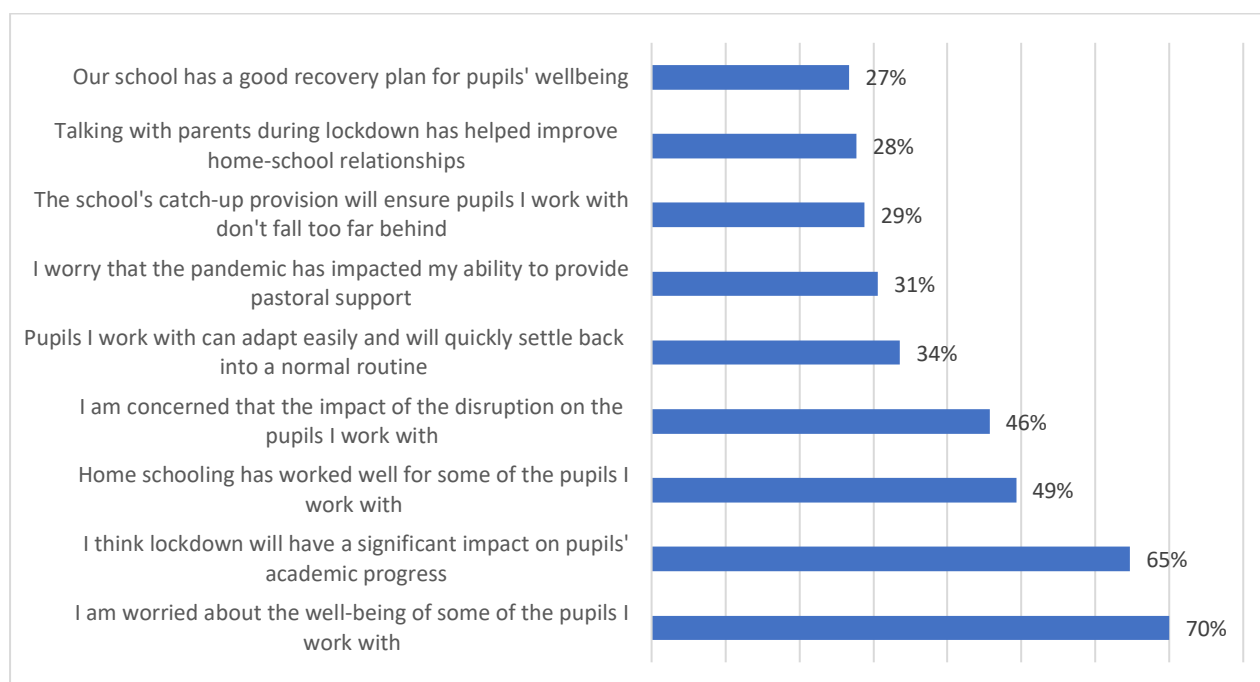 Our school has a good recovery plan for pupils' wellbeing
27%
Talking with parents during lockdown has helped improve
home-school relationships
28%
The school's catch-up provision will ensure pupils I work with
don't fall too far behind
29%
I worry that the pandemic has impacted my ability to provide
pastoral support
31%
Pupils I work with can adapt easily and will quickly settle back
into a normal routine
34%
I am concerned that the impact of the disruption on the
pupils I work with
46%
Home schooling has worked well for some of the pupils I
work with
49%
I think lockdown will have a significant impact on pupils'
academic progress
65%
I am worried about the well-being of some of the pupils I
work with
70%